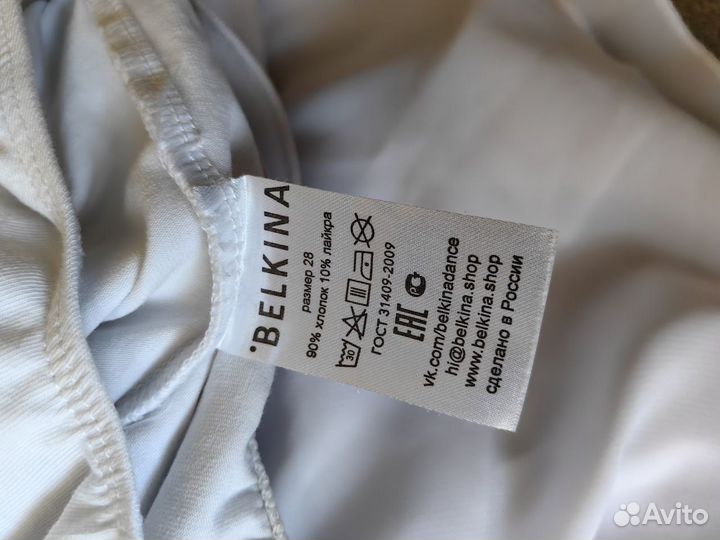 °BELKINA
размер 28
90% хлопок 10% лайкра
30
ГОСТ 31409-2009
ЕАС
vk.com/belkinadance
hi@belkina.shop
www.belkina.shop
сделано в России
Avito